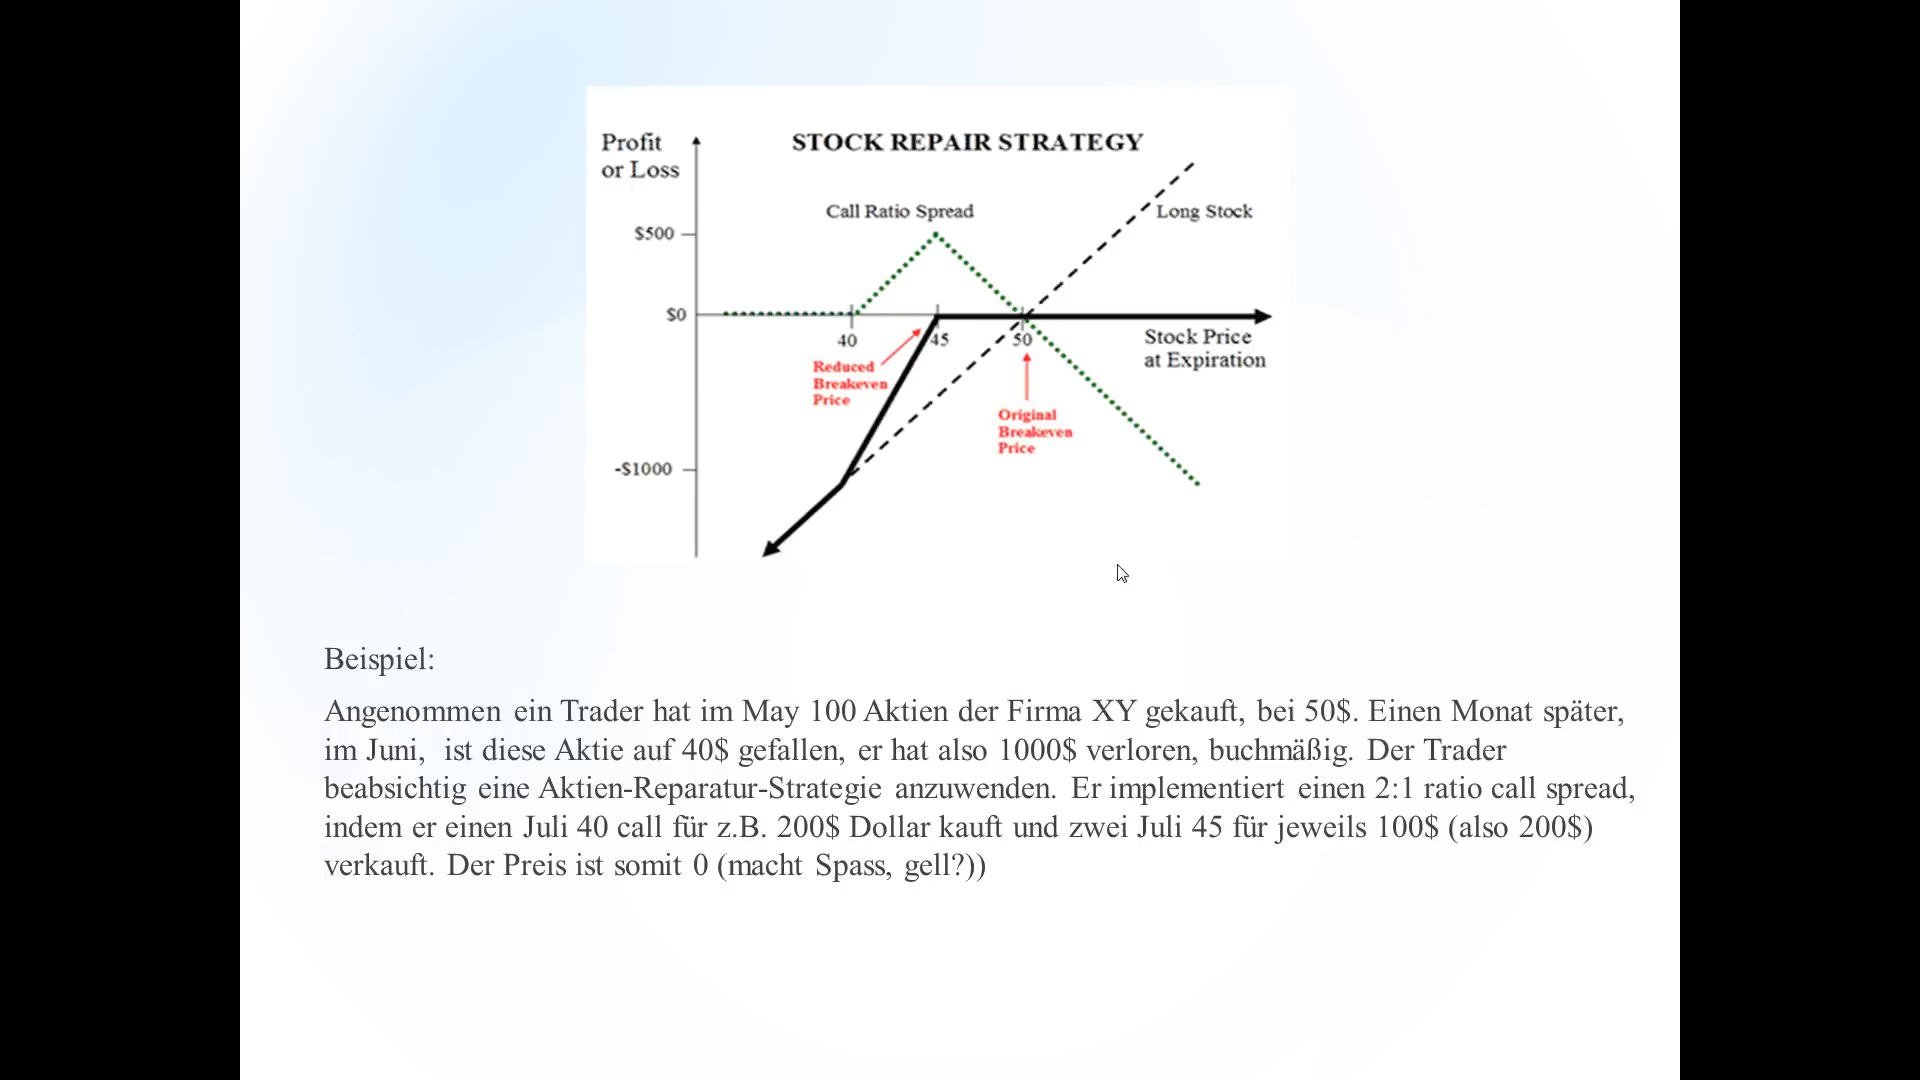 Profit
or Loss
STOCK REPAIR STRATEGY
Call Ratio Spread
Long Stock
$500
$0
40
45
50
Stock Price
at Expiration
Reduced
Breakeven
Price
Original
Breakeven
Price
-$1000
Beispiel:
Angenommen ein Trader hat im May 100 Aktien der Firma XY gekauft, bei 50$. Einen Monat später,
im Juni, ist diese Aktie auf 40$ gefallen, er hat also 1000$ verloren, buchmäßig. Der Trader
beabsichtig eine Aktien-Reparatur-Strategie anzuwenden. Er implementiert einen 2:1 ratio call spread,
indem er einen Juli 40 call für z.B. 200$ Dollar kauft und zwei Juli 45 für jeweils 100$ (also 200$)
verkauft. Der Preis ist somit 0 (macht Spass, gell?))